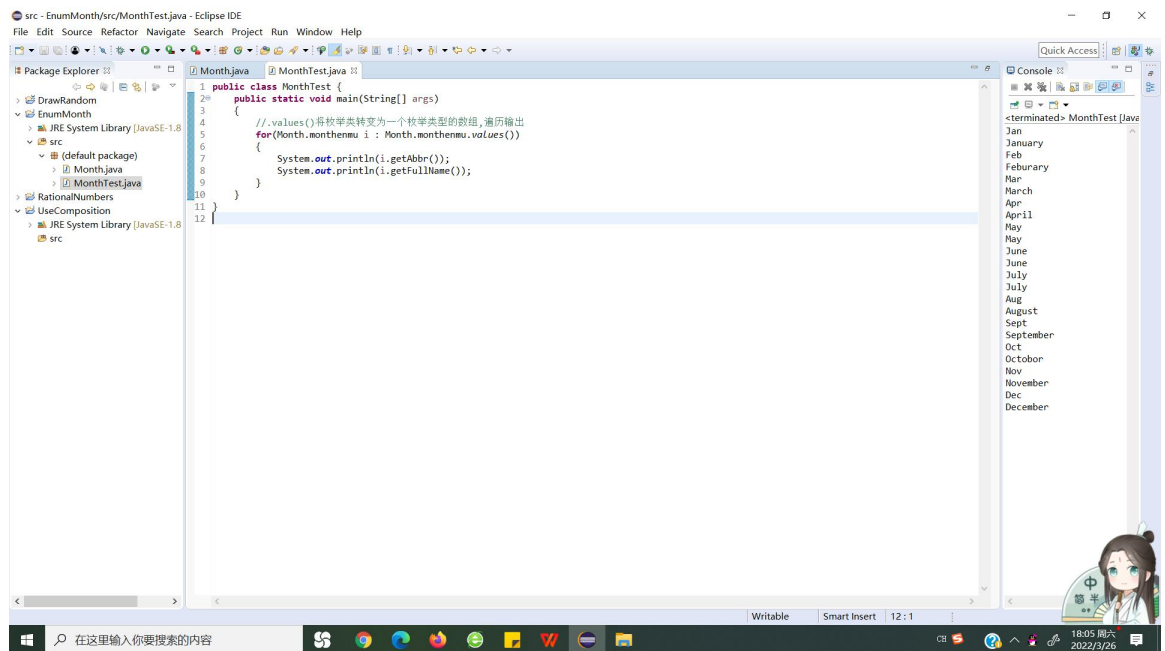 src - EnumMonth/src/MonthTest.java - Eclipse IDE
File Edit Source Refactor Navigate Search Project Run Window Help
Quick Access
Package Explorer
DrawRandom
EnumMonth
JRE System Library [JavaSE-1.8
src
(default package)
Month.java
MonthTest.java
RationalNumbers
UseComposition
JRE System Library [JavaSE-1.8
src
Month.java MonthTest.java
1 public class MonthTest {
2 public static void main(String[] args)
3 {
4 //.values()将枚举类转变为一个枚举类型的数组,遍历输出
5 for(Month.monthenmu i : Month.monthenmu.values())
6 {
7 System.out.println(i.getAbbr());
8 System.out.println(i.getFullName());
9 }
10 }
11 }
12
Console
<terminated> MonthTest [Java
Jan
January
Feb
Feburary
Mar
March
Apr
April
May
May
June
June
July
July
Aug
August
Sept
September
Oct
Octobor
Nov
November
Dec
December
中
简 半
Writable Smart Insert 12 : 1
在这里输入你要搜索的内容
CH
18:05 周六
2022/3/26